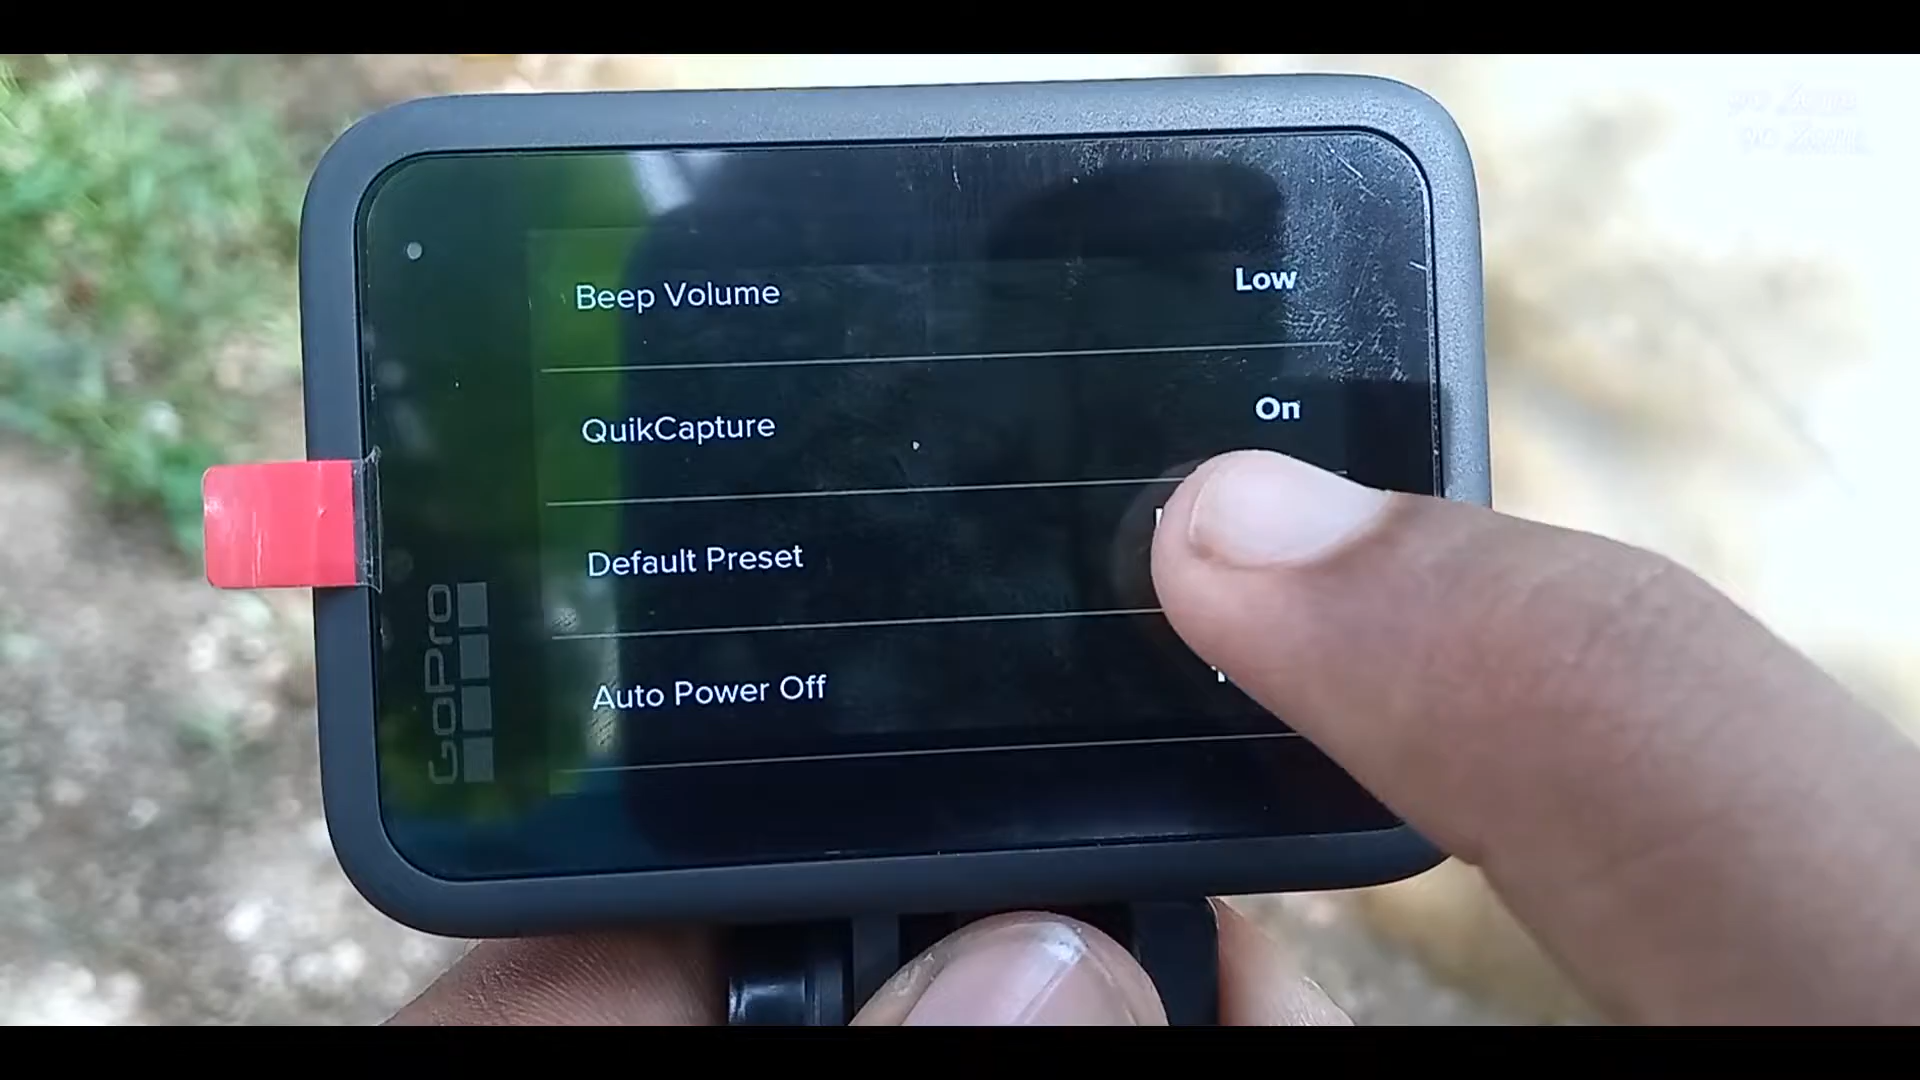 Beep Volume Low
QuikCapture On
Default Preset
Auto Power Off
GoPro